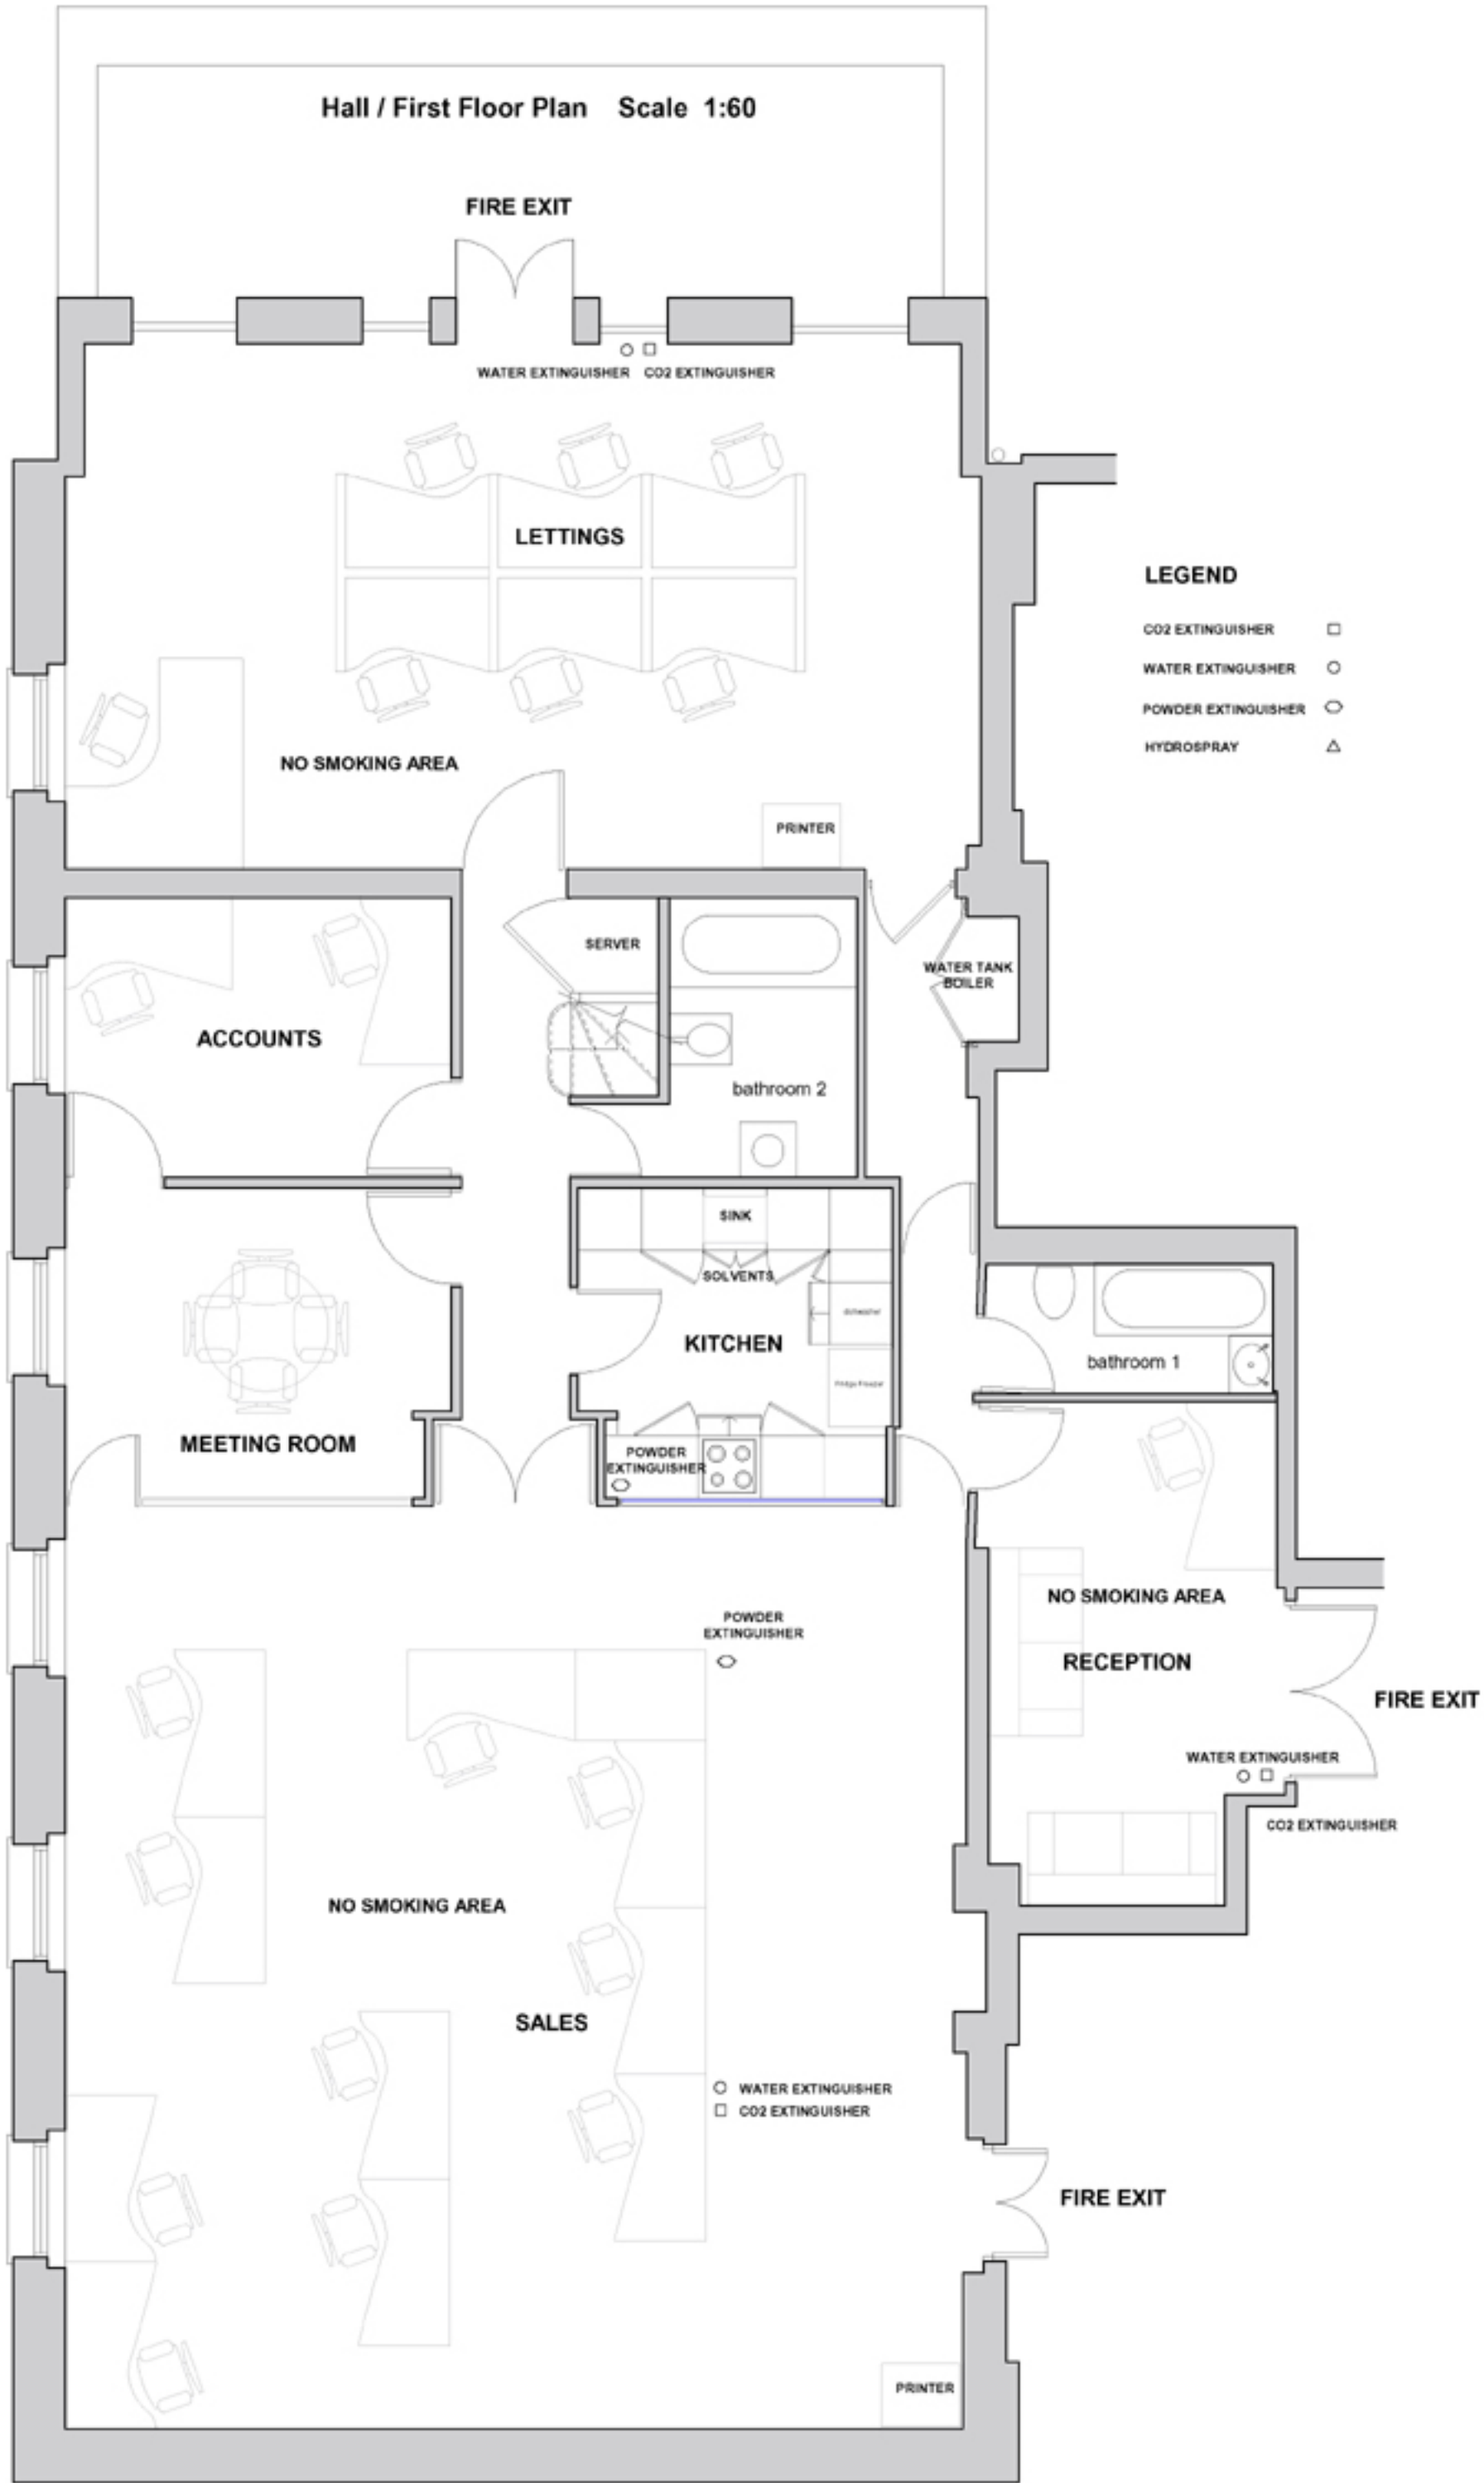 Hall / First Floor Plan Scale 1:60
FIRE EXIT
WATER EXTINGUISHER CO2 EXTINGUISHER
LETTINGS
LEGEND
CO2 EXTINGUISHER
WATER EXTINGUISHER
POWDER EXTINGUISHER
HYDROSPRAY
NO SMOKING AREA
PRINTER
SERVER
WATER TANK
BOILER
ACCOUNTS
bathroom 2
SINK
SOLVENTS
dishwasher
KITCHEN
bathroom 1
Fridge Freezer
MEETING ROOM
POWDER
EXTINGUISHER
NO SMOKING AREA
POWDER
EXTINGUISHER
RECEPTION
FIRE EXIT
WATER EXTINGUISHER
CO2 EXTINGUISHER
NO SMOKING AREA
SALES
WATER EXTINGUISHER
CO2 EXTINGUISHER
FIRE EXIT
PRINTER